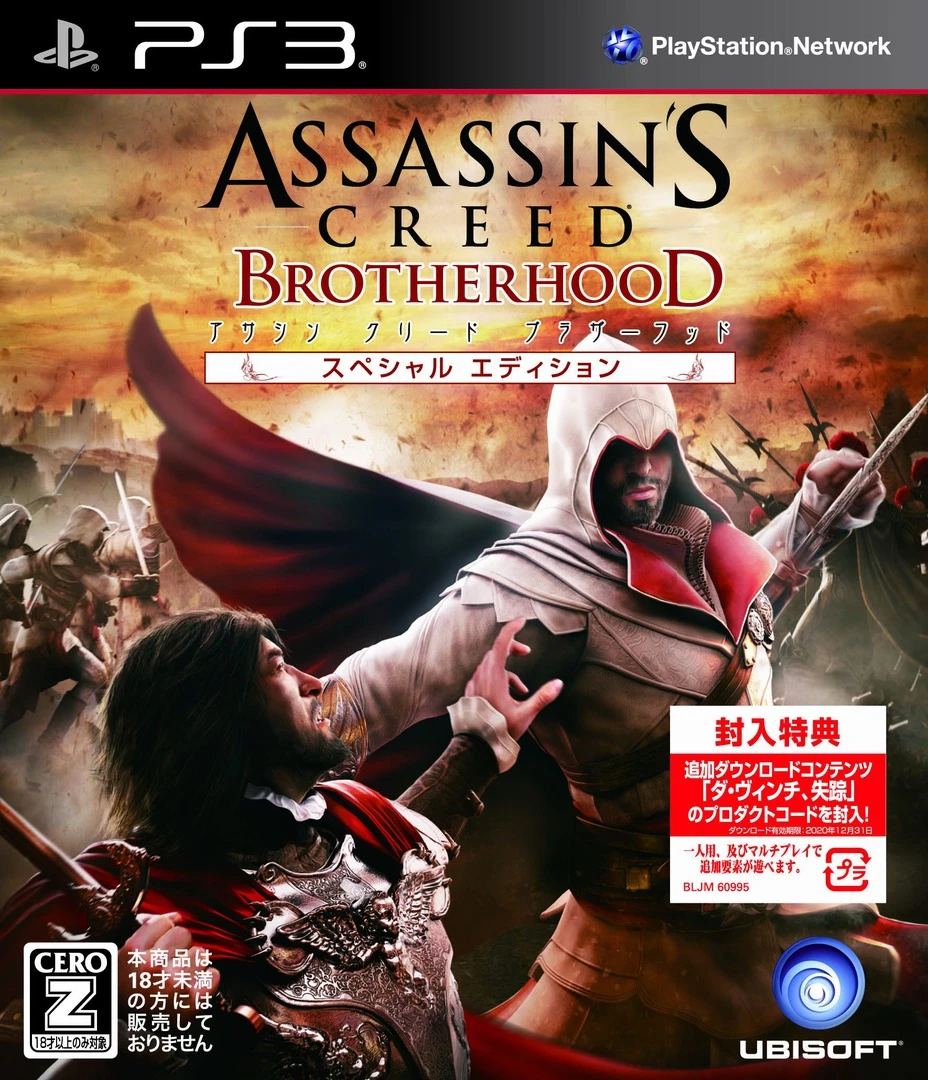 PS3
PlayStation®Network
ASSASSIN'S
CREED
BROTHERHOOD
アサシン クリード ブラザーフッド
スペシャル エディション
封入特典
追加ダウンロードコンテンツ
「ダ・ヴィンチ、失踪」
のプロダクトコードを封入!
ダウンロード有効期限:2020年12月31日
一人用、及びマルチプレイで
追加要素が遊べます。
プラ
BLJM 60995
CERO
Z
18才以上のみ対象
本商品は
18才未満
の方には
販売して
おりません
UBISOFT®